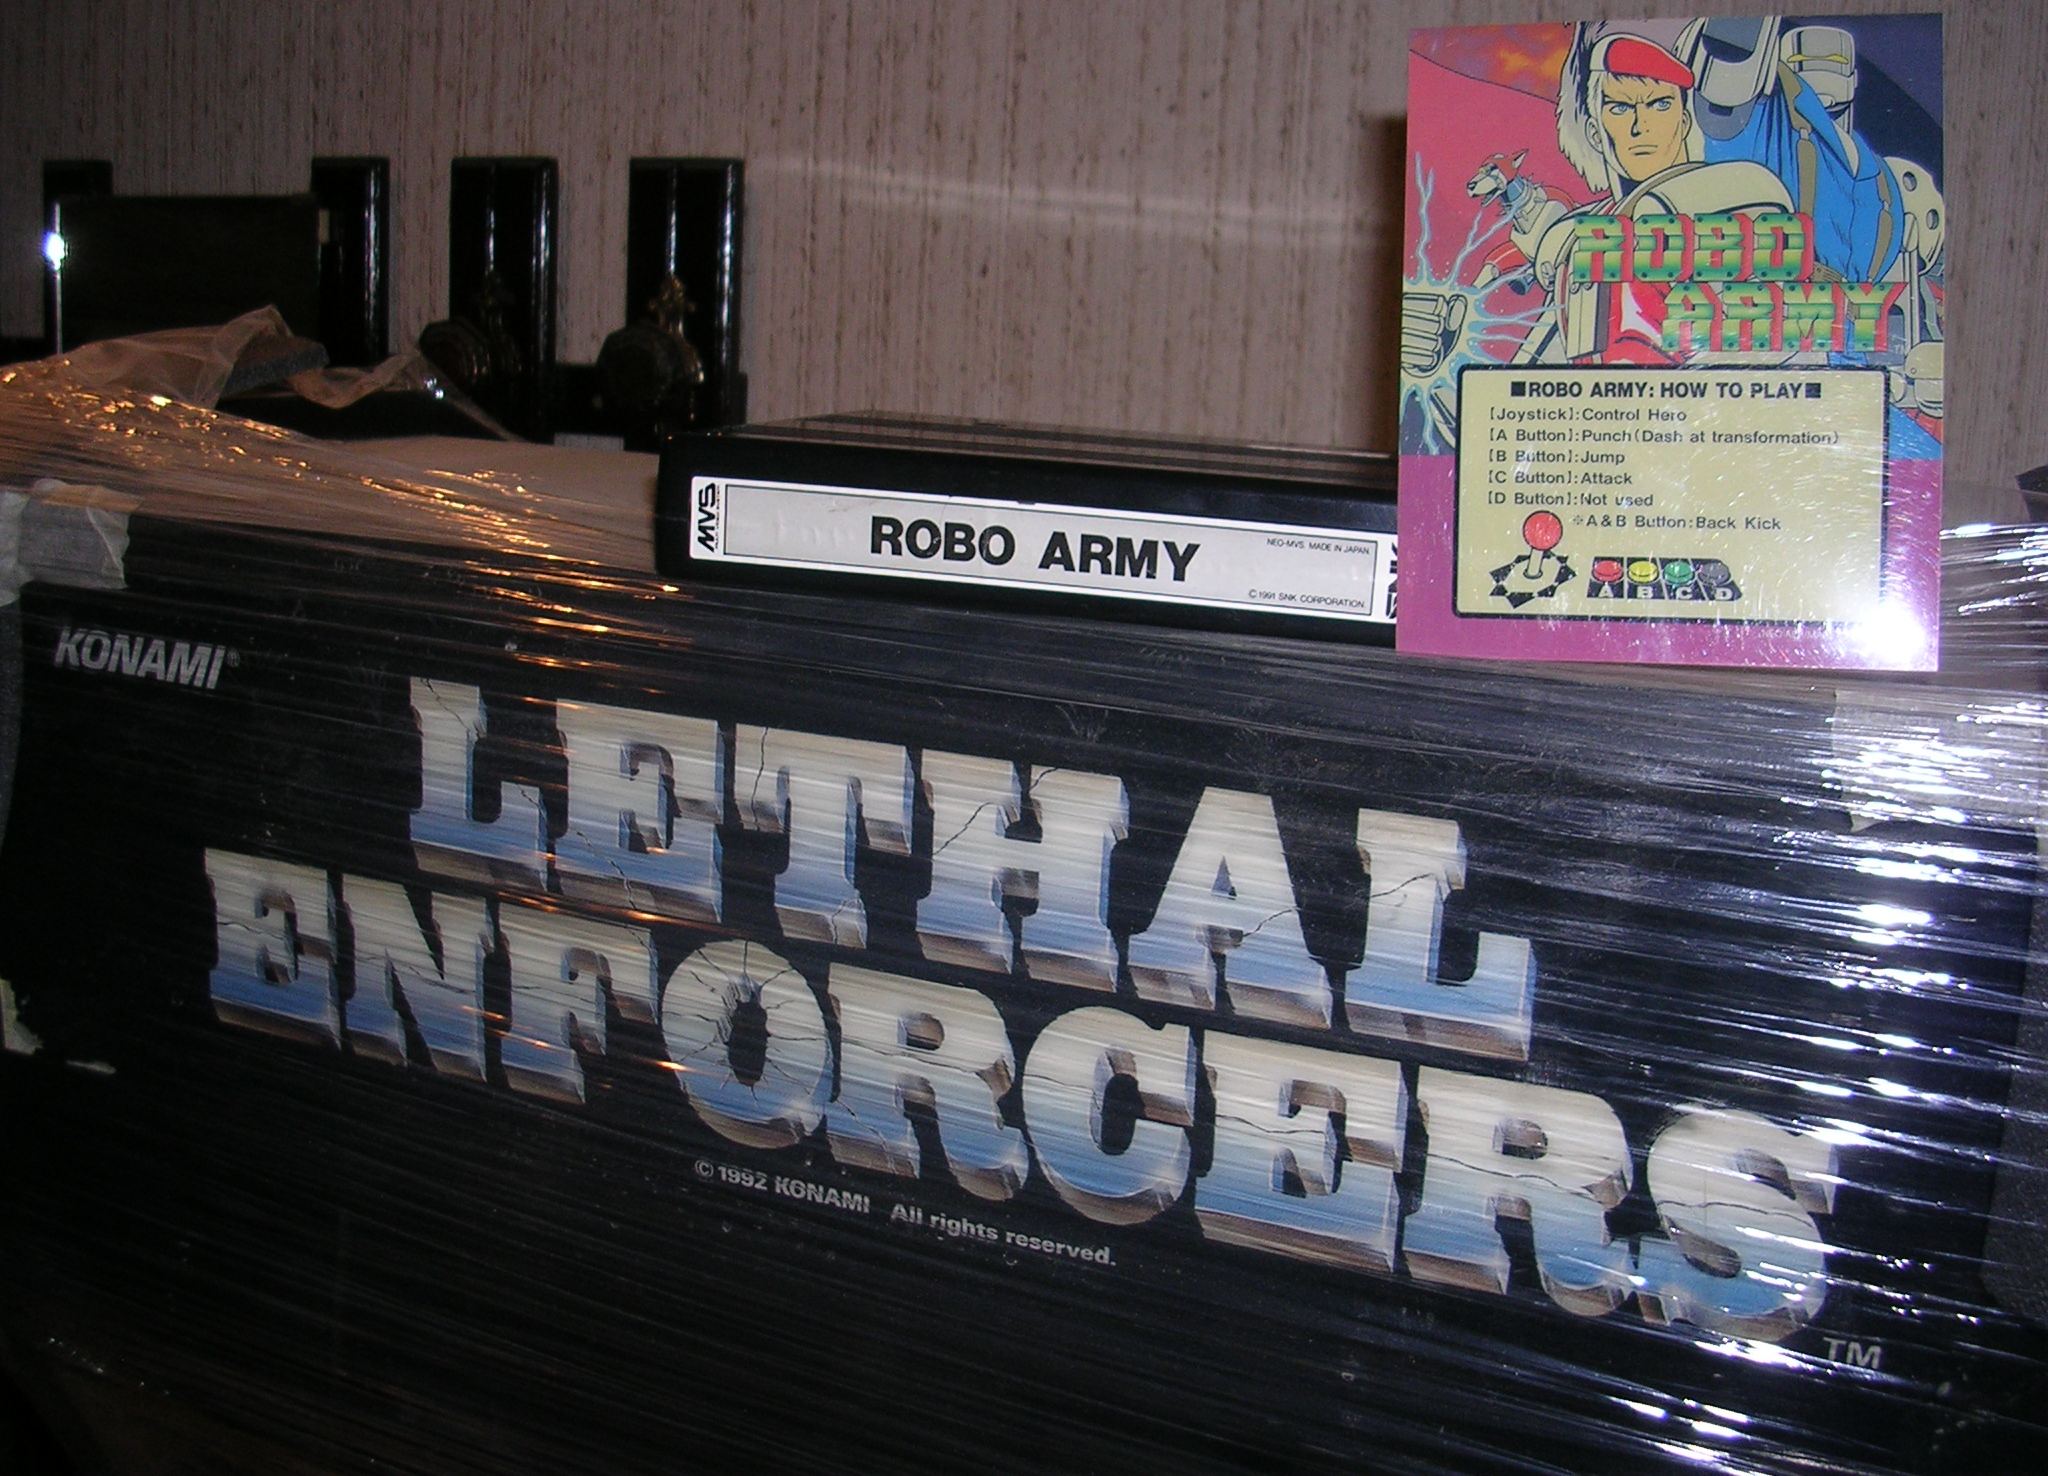 ROBO
ARMY
TM
■ROBO ARMY: HOW TO PLAY■
[Joystick]:Control Hero
[A Button]:Punch(Dash at transformation)
[B Button]:Jump
[C Button]:Attack
[D Button]:Not used
※A&B Button:Back Kick
A B C D
MVS
ROBO ARMY
NEO-MVS. MADE IN JAPAN.
©1991 SNK CORPORATION.
KONAMI®
LETHAL
ENFORCERS
TM
©1992 KONAMI All rights reserved.